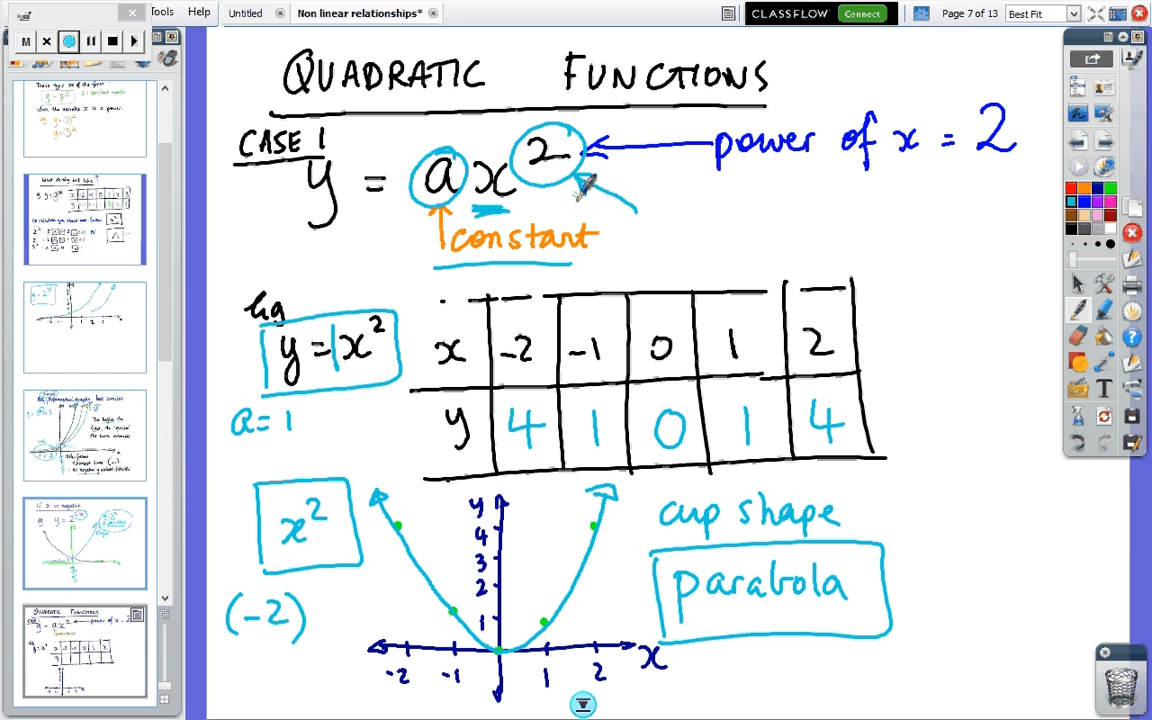 Tools Help
Untitled
Non linear relationships*
CLASSFLOW Connect
Page 7 of 13
Best Fit
QUADRATIC FUNCTIONS
CASE 1
y = ax²
power of x = 2
constant
eg
y = 1x²
a = 1
x -2 -1 0 1 2
y 4 1 0 1 4
x²
(-2)
y
4
3
2
1
-2 -1 1 2 x
cup shape
parabola